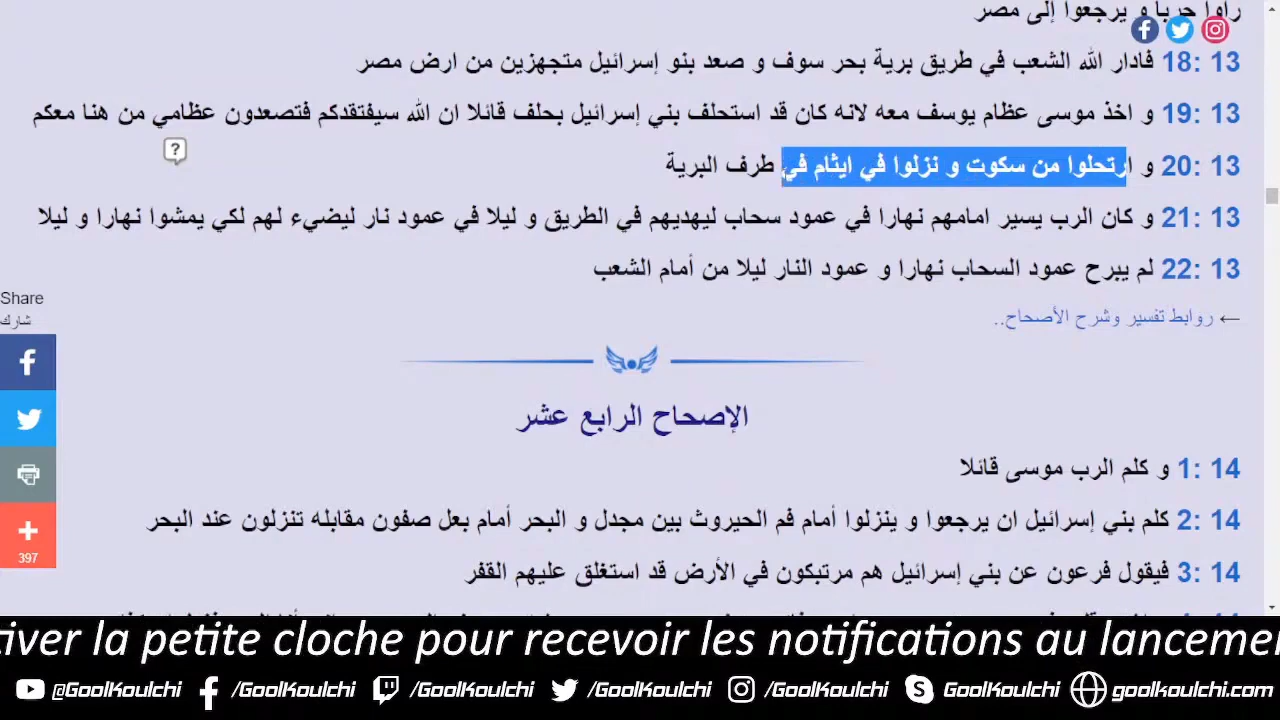 راوا حربا و يرجعوا إلى مصر
18: 13 فادار الله الشعب في طريق برية بحر سوف و صعد بنو إسرائيل متجهزين من ارض مصر
19: 13 و اخذ موسى عظام يوسف معه لانه كان قد استحلف بني إسرائيل بحلف قائلا ان الله سيفتقدكم فتصعدون عظامي من هنا معكم
20: 13 و ارتحلوا من سكوت و نزلوا في ايثام في طرف البرية
21: 13 و كان الرب يسير امامهم نهارا في عمود سحاب ليهديهم في الطريق و ليلا في عمود نار ليضيء لهم لكي يمشوا نهارا و ليلا
22: 13 لم يبرح عمود السحاب نهارا و عمود النار ليلا من أمام الشعب
← روابط تفسير وشرح الأصحاح..
Share
شارك
397
الإصحاح الرابع عشر
1: 14 و كلم الرب موسى قائلا
2: 14 كلم بني إسرائيل ان يرجعوا و ينزلوا أمام فم الحيروث بين مجدل و البحر أمام بعل صفون مقابله تنزلون عند البحر
3: 14 فيقول فرعون عن بني إسرائيل هم مرتبكون في الأرض قد استغلق عليهم القفر
tiver la petite cloche pour recevoir les notifications au lanceme
@GoolKoulchi /GoolKoulchi /GoolKoulchi /GoolKoulchi /GoolKoulchi GoolKoulchi goolkoulchi.com